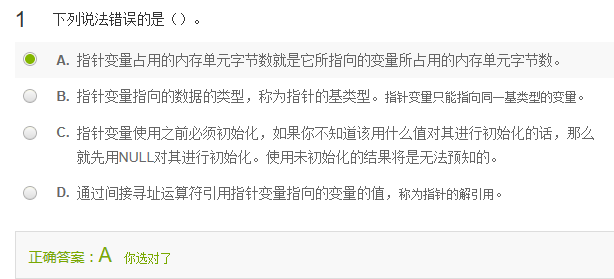 1 下列说法错误的是（）。
A. 指针变量占用的内存单元字节数就是它所指向的变量所占用的内存单元字节数。
B. 指针变量指向的数据的类型，称为指针的基类型。指针变量只能指向同一基类型的变量。
C. 指针变量使用之前必须初始化，如果你不知道该用什么值对其进行初始化的话，那么
就先用NULL对其进行初始化。使用未初始化的结果将是无法预知的。
D. 通过间接寻址运算符引用指针变量指向的变量的值，称为指针的解引用。
正确答案：A 你选对了